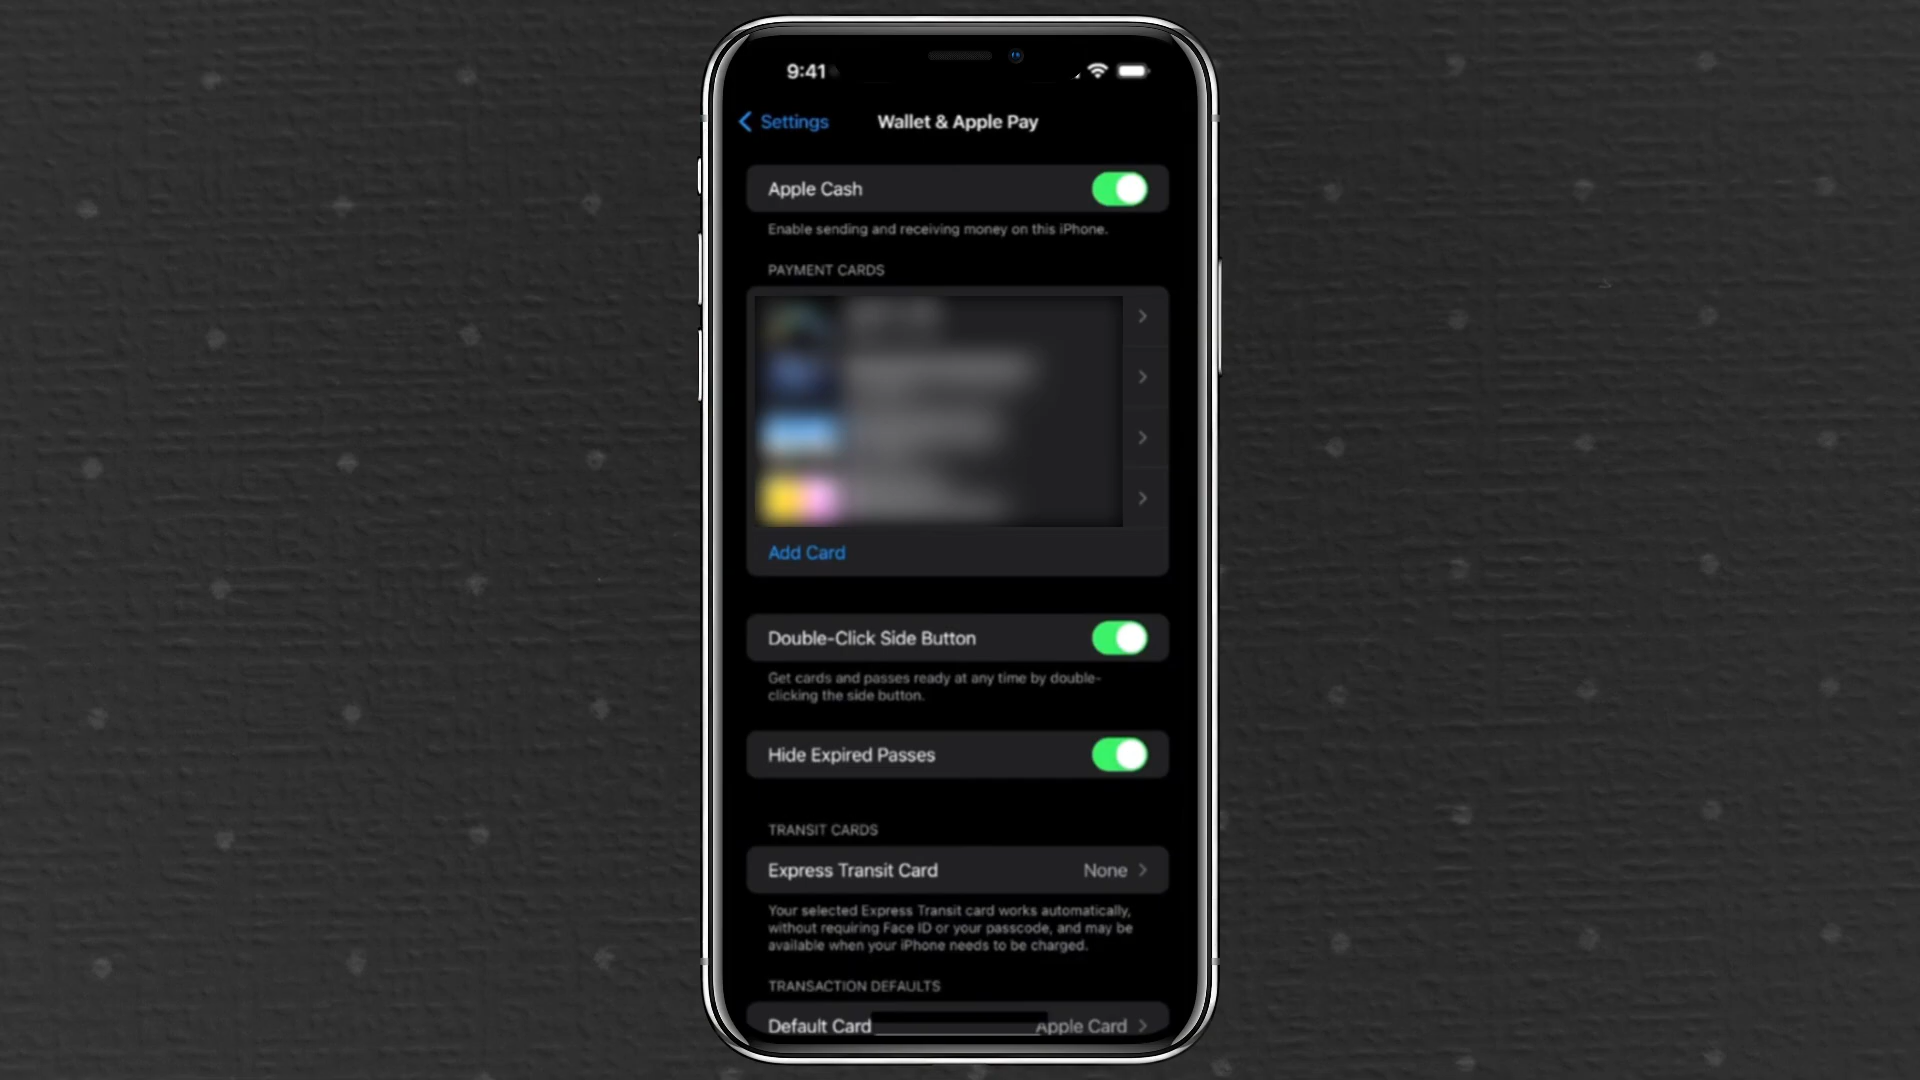 9:41
Settings
Wallet & Apple Pay
Apple Cash
Enable sending and receiving money on this iPhone.
PAYMENT CARDS
Add Card
Double-Click Side Button
Get cards and passes ready at any time by double-
clicking the side button.
Hide Expired Passes
TRANSIT CARDS
Express Transit Card None
Your selected Express Transit card works automatically,
without requiring Face ID or your passcode, and may be
available when your iPhone needs to be charged.
TRANSACTION DEFAULTS
Default Card Apple Card